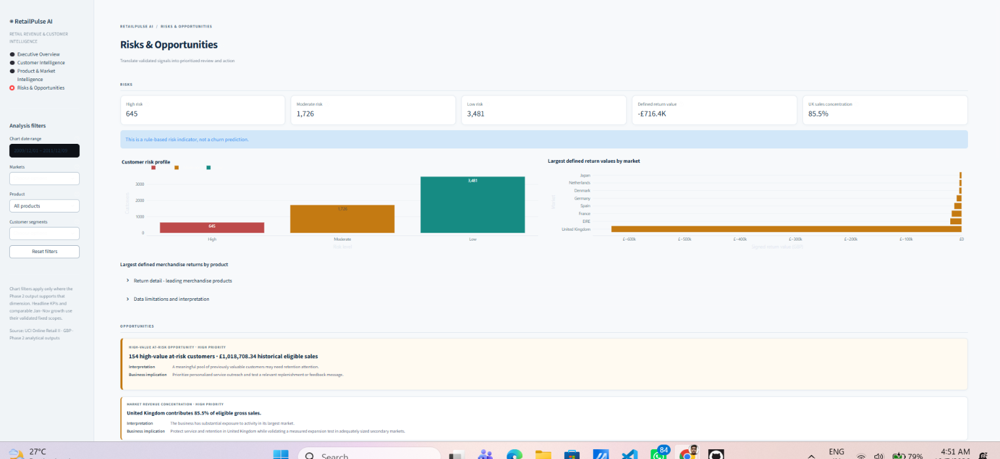 RetailPulse AI
RETAIL REVENUE & CUSTOMER
INTELLIGENCE
Executive Overview
Customer Intelligence
Product & Market
Intelligence
Risks & Opportunities
Analysis filters
Chart date range
2009/12/01 – 2011/12/09
Markets
Product
All products
Customer segments
Reset filters
Chart filters apply only where the
Phase 2 output supports that
dimension. Headline KPIs and
comparable Jan–Nov growth use
their validated fixed scopes.
Source: UCI Online Retail II · GBP ·
Phase 2 analytical outputs
RETAILPULSE AI / RISKS & OPPORTUNITIES
Risks & Opportunities
Translate validated signals into prioritized review and action
RISKS
High risk
645
Moderate risk
1,726
Low risk
3,481
Defined return value
-£716.4K
UK sales concentration
85.5%
This is a rule-based risk indicator, not a churn prediction.
Customer risk profile
3000
2000
1000
0
Customers
645
1,726
3,481
High
Moderate
Low
Risk level
Largest defined return values by market
Market
Japan
Netherlands
Denmark
Germany
Spain
France
EIRE
United Kingdom
£−600k
£−500k
£−400k
£−300k
£−200k
£−100k
£0
Signed return value (GBP)
Largest defined merchandise returns by product
Return detail - leading merchandise products
Data limitations and interpretation
OPPORTUNITIES
HIGH-VALUE AT-RISK OPPORTUNITY · HIGH PRIORITY
154 high-value at-risk customers · £1,018,708.34 historical eligible sales
Interpretation A meaningful pool of previously valuable customers may need retention attention.
Business implication Prioritize personalized service outreach and test a relevant replenishment or feedback message.
MARKET REVENUE CONCENTRATION · HIGH PRIORITY
United Kingdom contributes 85.5% of eligible gross sales.
Interpretation The business has substantial exposure to activity in its largest market.
Business implication Protect service and retention in United Kingdom while validating a measured expansion test in adequately sized secondary markets.
27°C
Search
84
ENG
79%
4:51 AM